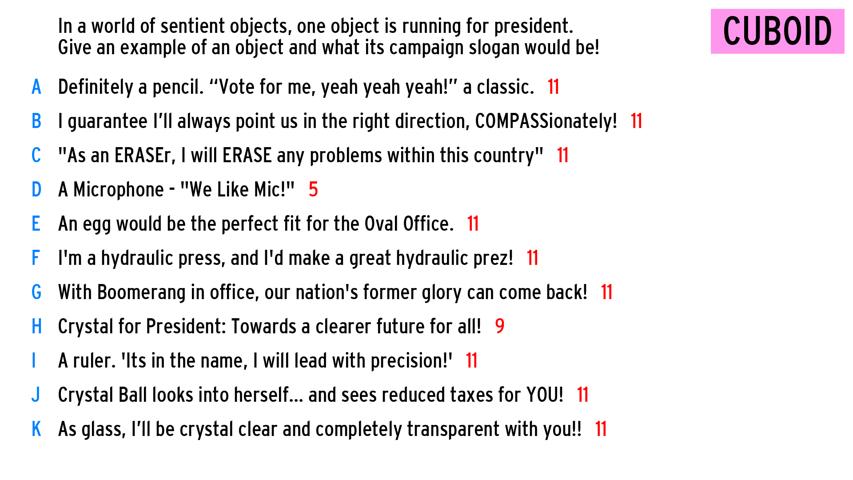 In a world of sentient objects, one object is running for president.
Give an example of an object and what its campaign slogan would be!
CUBOID
A Definitely a pencil. “Vote for me, yeah yeah yeah!” a classic. 11
B I guarantee I’ll always point us in the right direction, COMPASSionately! 11
C "As an ERASEr, I will ERASE any problems within this country" 11
D A Microphone - "We Like Mic!" 5
E An egg would be the perfect fit for the Oval Office. 11
F I'm a hydraulic press, and I'd make a great hydraulic prez! 11
G With Boomerang in office, our nation's former glory can come back! 11
H Crystal for President: Towards a clearer future for all! 9
I A ruler. 'Its in the name, I will lead with precision!' 11
J Crystal Ball looks into herself... and sees reduced taxes for YOU! 11
K As glass, I’ll be crystal clear and completely transparent with you!! 11